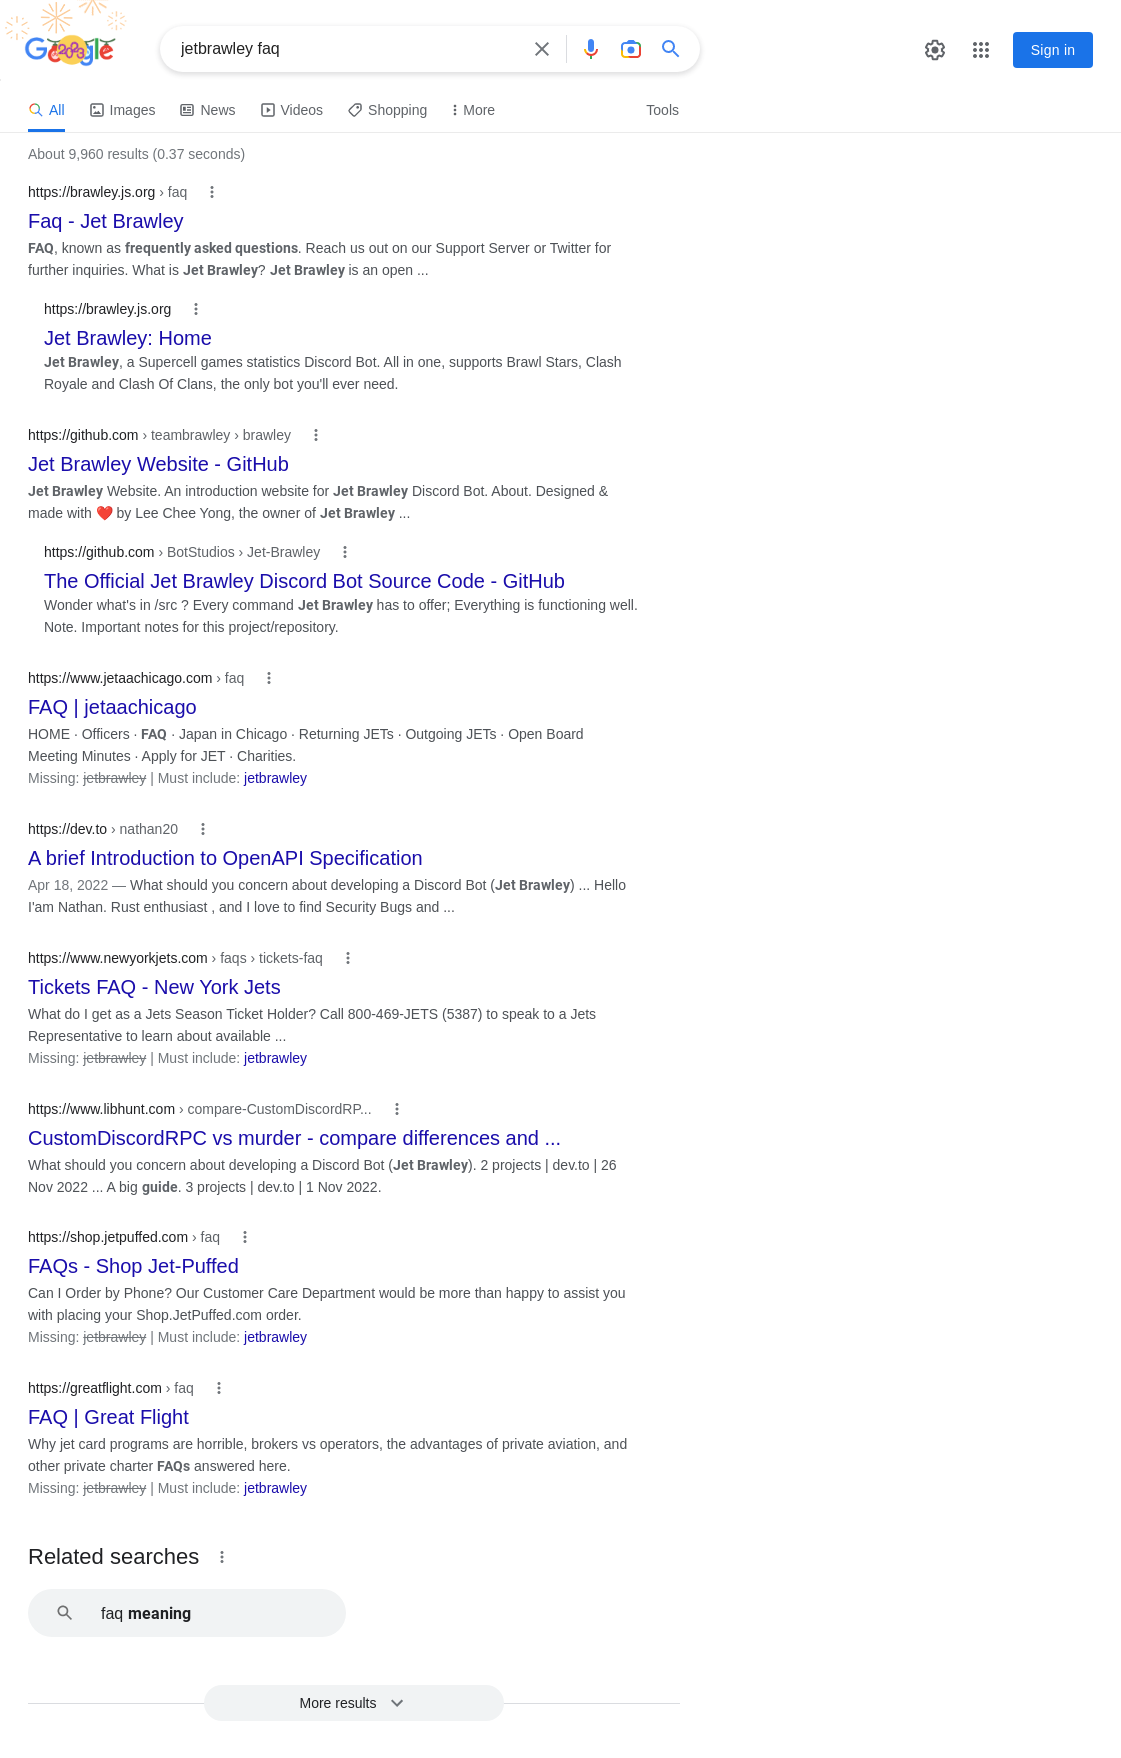 Google
jetbrawley faq
Sign in
All
Images
News
Videos
Shopping
More
Tools
About 9,960 results (0.37 seconds)
https://brawley.js.org › faq
Faq - Jet Brawley
FAQ, known as frequently asked questions. Reach us out on our Support Server or Twitter for
further inquiries. What is Jet Brawley? Jet Brawley is an open ...
https://brawley.js.org
Jet Brawley: Home
Jet Brawley, a Supercell games statistics Discord Bot. All in one, supports Brawl Stars, Clash
Royale and Clash Of Clans, the only bot you'll ever need.
https://github.com › teambrawley › brawley
Jet Brawley Website - GitHub
Jet Brawley Website. An introduction website for Jet Brawley Discord Bot. About. Designed &
made with ❤️ by Lee Chee Yong, the owner of Jet Brawley ...
https://github.com › BotStudios › Jet-Brawley
The Official Jet Brawley Discord Bot Source Code - GitHub
Wonder what's in /src ? Every command Jet Brawley has to offer; Everything is functioning well.
Note. Important notes for this project/repository.
https://www.jetaachicago.com › faq
FAQ | jetaachicago
HOME · Officers · FAQ · Japan in Chicago · Returning JETs · Outgoing JETs · Open Board
Meeting Minutes · Apply for JET · Charities.
Missing: jetbrawley | Must include: jetbrawley
https://dev.to › nathan20
A brief Introduction to OpenAPI Specification
Apr 18, 2022 — What should you concern about developing a Discord Bot (Jet Brawley) ... Hello
I'am Nathan. Rust enthusiast , and I love to find Security Bugs and ...
https://www.newyorkjets.com › faqs › tickets-faq
Tickets FAQ - New York Jets
What do I get as a Jets Season Ticket Holder? Call 800-469-JETS (5387) to speak to a Jets
Representative to learn about available ...
Missing: jetbrawley | Must include: jetbrawley
https://www.libhunt.com › compare-CustomDiscordRP...
CustomDiscordRPC vs murder - compare differences and ...
What should you concern about developing a Discord Bot (Jet Brawley). 2 projects | dev.to | 26
Nov 2022 ... A big guide. 3 projects | dev.to | 1 Nov 2022.
https://shop.jetpuffed.com › faq
FAQs - Shop Jet-Puffed
Can I Order by Phone? Our Customer Care Department would be more than happy to assist you
with placing your Shop.JetPuffed.com order.
Missing: jetbrawley | Must include: jetbrawley
https://greatflight.com › faq
FAQ | Great Flight
Why jet card programs are horrible, brokers vs operators, the advantages of private aviation, and
other private charter FAQs answered here.
Missing: jetbrawley | Must include: jetbrawley
Related searches
faq meaning
More results